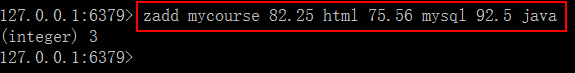 127.0.0.1:6379> zadd mycourse 82.25 html 75.56 mysql 92.5 java
(integer) 3
127.0.0.1:6379>